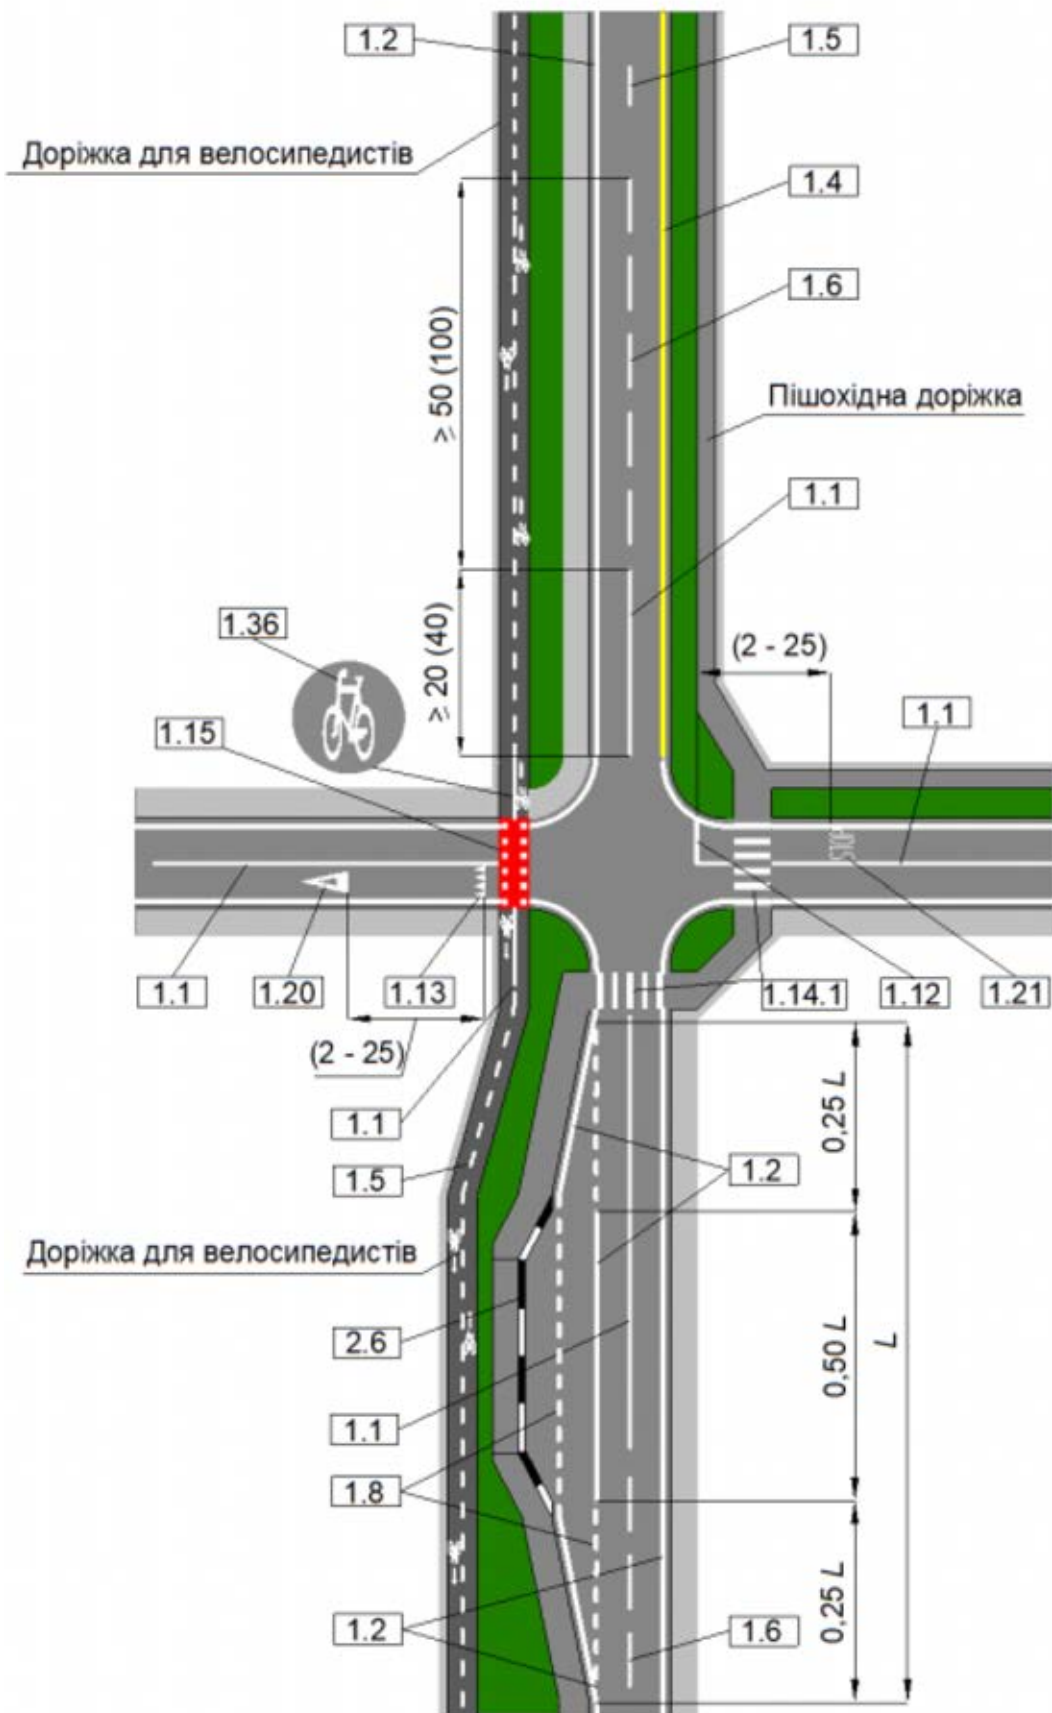 1.2
1.5
Доріжка для велосипедистів
1.4
1.6
≥ 50 (100)
Пішохідна доріжка
1.1
≥ 20 (40)
1.36
(2 - 25)
1.15
1.1
STOP
1.1
1.20
1.13
1.14.1
1.12
1.21
(2 - 25)
0,25 L
1.1
1.2
1.5
Доріжка для велосипедистів
2.6
0,50 L
L
1.1
1.8
0,25 L
1.2
1.6